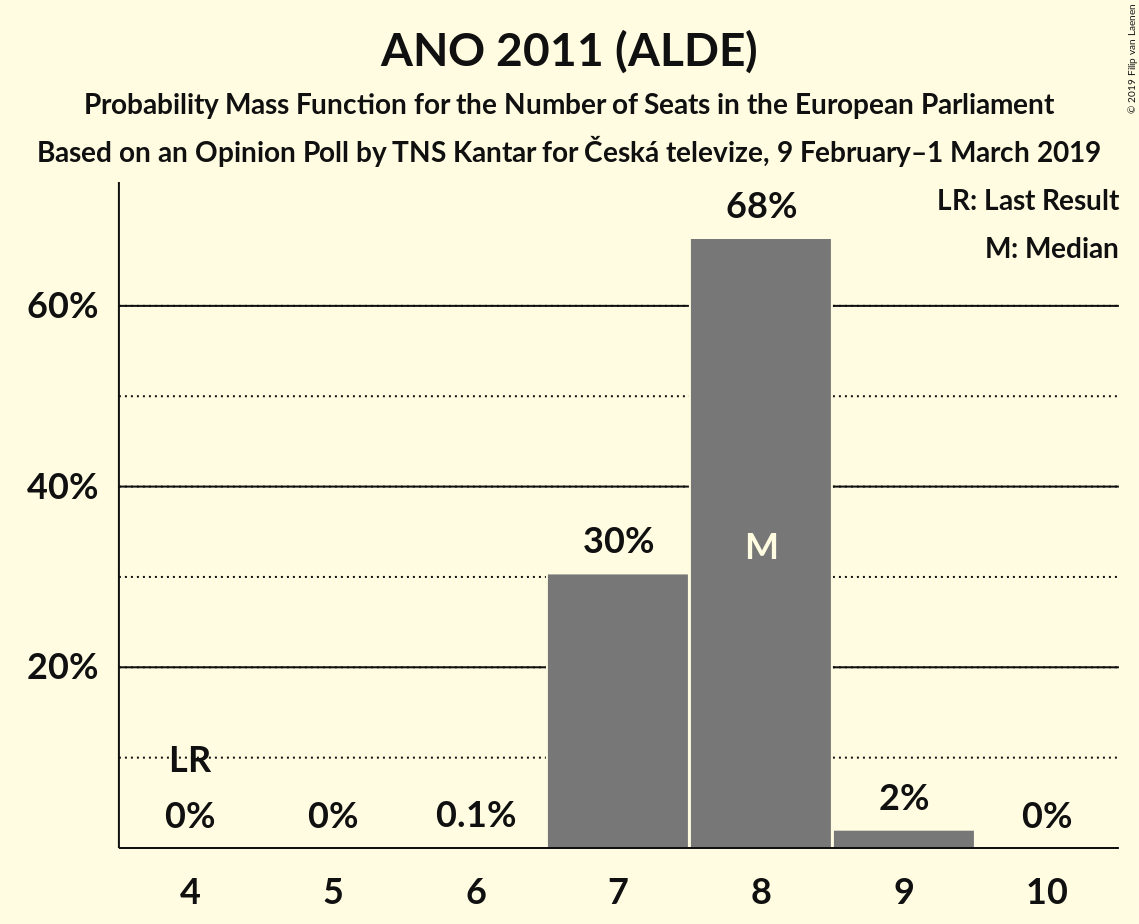 ANO 2011 (ALDE)
Probability Mass Function for the Number of Seats in the European Parliament
Based on an Opinion Poll by TNS Kantar for Česká televize, 9 February–1 March 2019
© 2019 Filip van Laenen
LR: Last Result
M: Median
68%
60%
40%
30%
M
20%
LR
0%
0%
0.1%
2%
0%
4
5
6
7
8
9
10